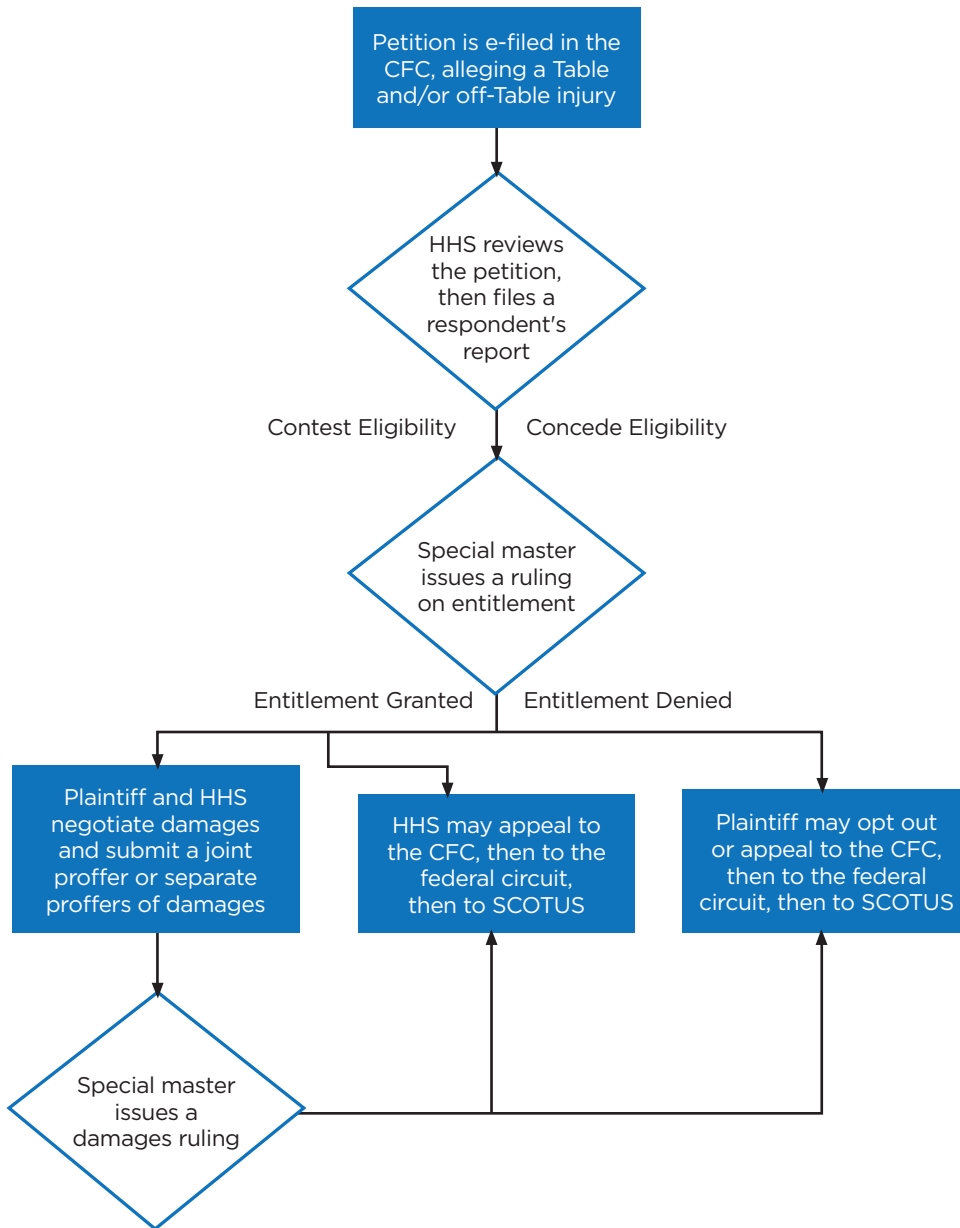 Petition is e-filed in the
CFC, alleging a Table
and/or off-Table injury
HHS reviews
the petition,
then files a
respondent's
report
Contest Eligibility
Concede Eligibility
Special master
issues a ruling
on entitlement
Entitlement Granted
Entitlement Denied
Plaintiff and HHS
negotiate damages
and submit a joint
proffer or separate
proffers of damages
HHS may appeal to
the CFC, then to the
federal circuit,
then to SCOTUS
Plaintiff may opt out
or appeal to the CFC,
then to the federal
circuit, then to SCOTUS
Special master
issues a
damages ruling